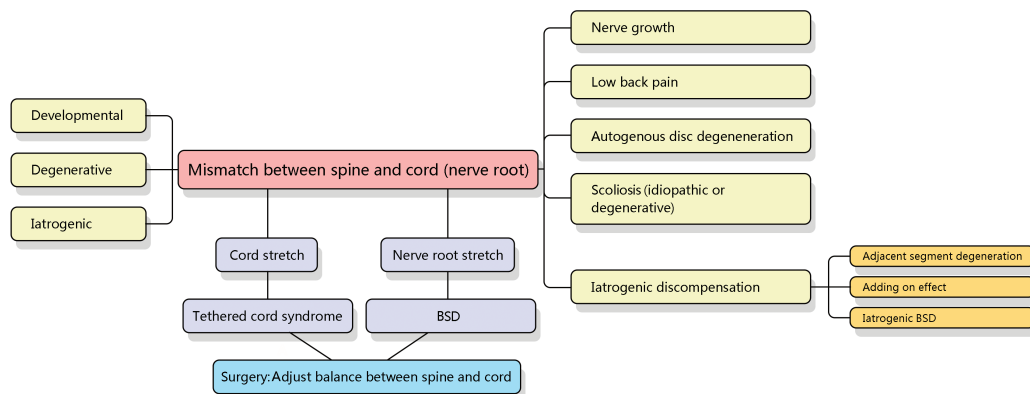 Developmental
Degenerative
Iatrogenic
Mismatch between spine and cord (nerve root)
Cord stretch
Nerve root stretch
Tethered cord syndrome
BSD
Surgery:Adjust balance between spine and cord
Nerve growth
Low back pain
Autogenous disc degeneneration
Scoliosis (idiopathic or
degenerative)
Iatrogenic discompensation
Adjacent segment degeneration
Adding on effect
Iatrogenic BSD